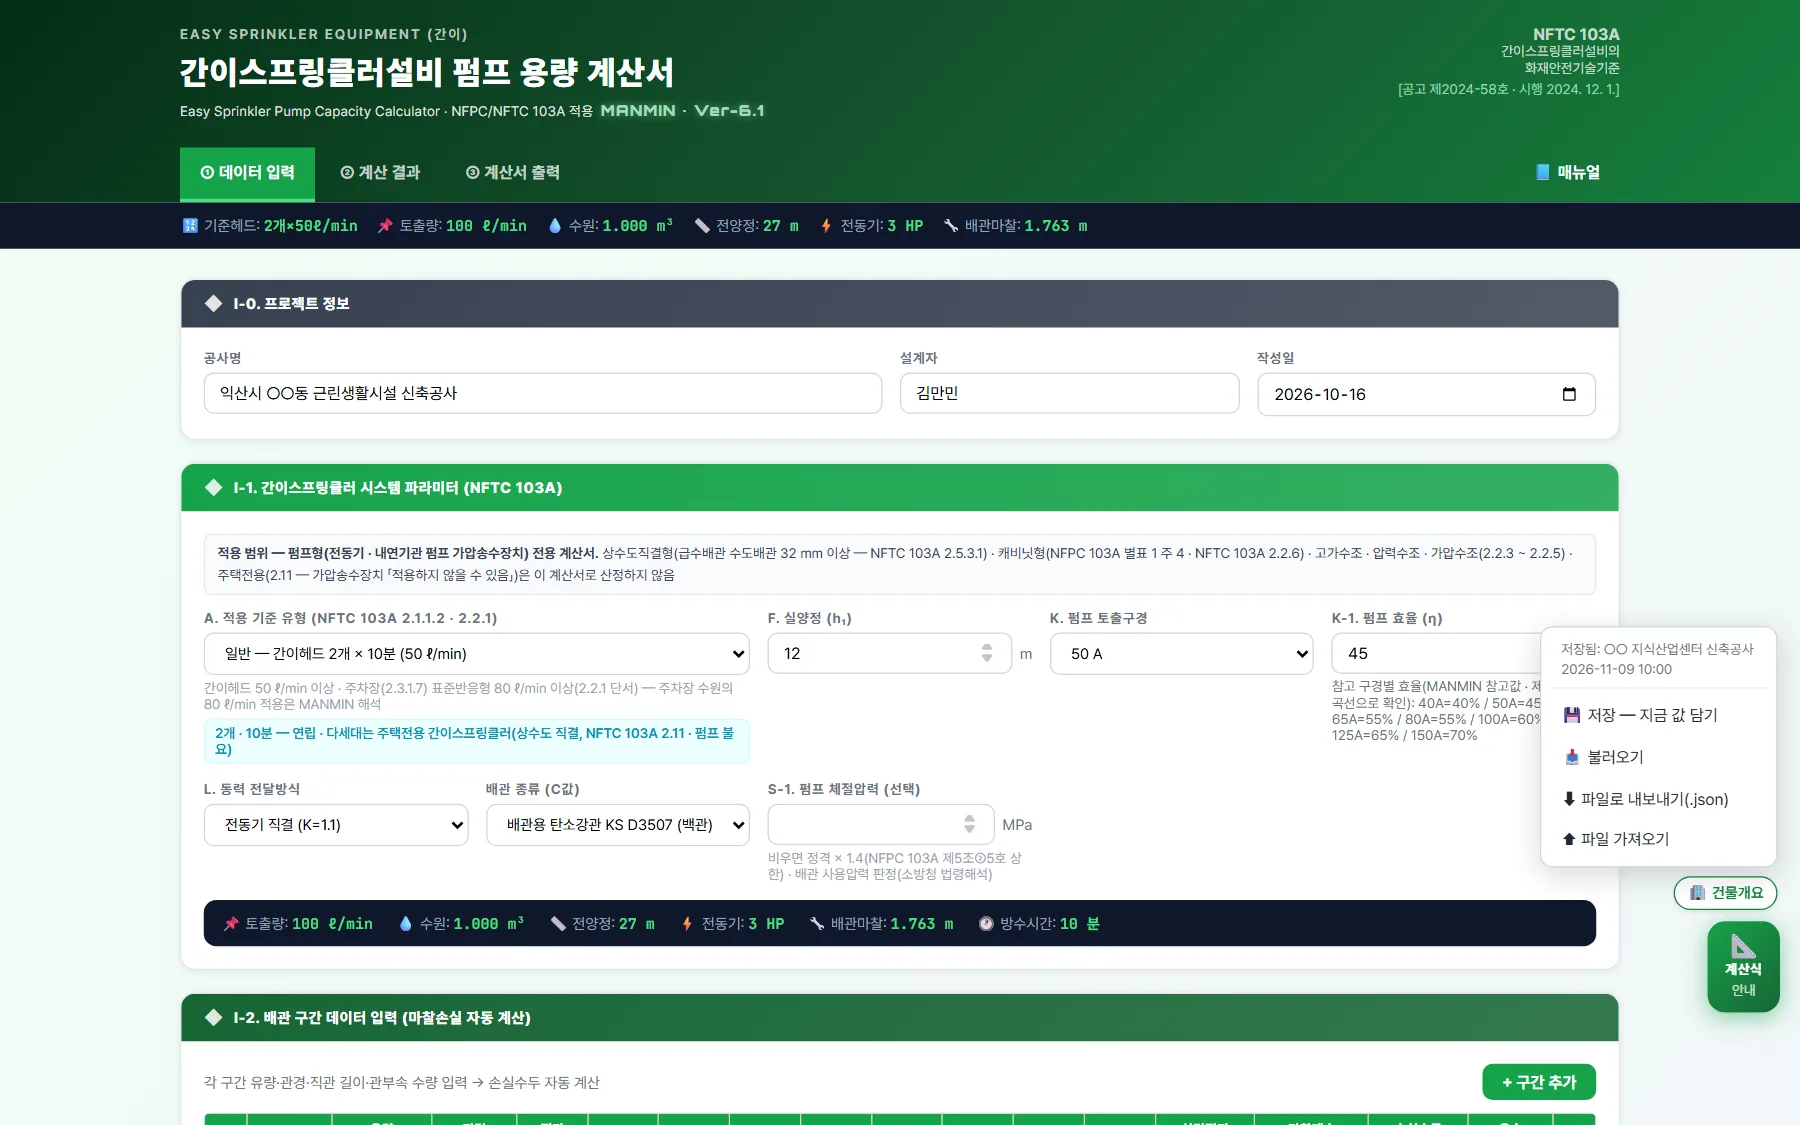 EASY SPRINKLER EQUIPMENT (간이)
간이스프링클러설비 펌프 용량 계산서
Easy Sprinkler Pump Capacity Calculator · NFPC/NFTC 103A 적용 MANMIN · Ver-6.1
NFTC 103A
간이스프링클러설비의
화재안전기술기준
[공고 제2024-58호 · 시행 2024. 12. 1.]
① 데이터 입력
② 계산 결과
③ 계산서 출력
매뉴얼
기준헤드: 2개×50ℓ/min 토출량: 100 ℓ/min 수원: 1.000 m³ 전양정: 27 m 전동기: 3 HP 배관마찰: 1.763 m
I-0. 프로젝트 정보
공사명
설계자
작성일
익산시 ○○동 근린생활시설 신축공사
김만민
2026-10-16
I-1. 간이스프링클러 시스템 파라미터 (NFTC 103A)
적용 범위 — 펌프형(전동기 · 내연기관 펌프 가압송수장치) 전용 계산서. 상수도직결형(급수배관 수도배관 32 mm 이상 — NFTC 103A 2.5.3.1) · 캐비닛형(NFPC 103A 별표 1 주 4 · NFTC 103A 2.2.6) · 고가수조 · 압력수조 · 가압수조(2.2.3 ~ 2.2.5) ·
주택전용(2.11 — 가압송수장치 「적용하지 않을 수 있음」)은 이 계산서로 산정하지 않음
A. 적용 기준 유형 (NFTC 103A 2.1.1.2 · 2.2.1)
F. 실양정 (h₁)
K. 펌프 토출구경
K-1. 펌프 효율 (η)
일반 — 간이헤드 2개 × 10분 (50 ℓ/min)
12
m
50 A
45
간이헤드 50 ℓ/min 이상 · 주차장(2.3.1.7) 표준반응형 80 ℓ/min 이상(2.2.1 단서) — 주차장 수원의
80 ℓ/min 적용은 MANMIN 해석
2개 · 10분 — 연립 · 다세대는 주택전용 간이스프링클러(상수도 직결, NFTC 103A 2.11 · 펌프 불
요)
참고 구경별 효율(MANMIN 참고값 · 제
곡선으로 확인): 40A=40% / 50A=45
65A=55% / 80A=55% / 100A=60%
125A=65% / 150A=70%
저장됨: ○○ 지식산업센터 신축공사
2026-11-09 10:00
저장 — 지금 값 담기
불러오기
파일로 내보내기(.json)
파일 가져오기
L. 동력 전달방식
배관 종류 (C값)
S-1. 펌프 체절압력 (선택)
전동기 직결 (K=1.1)
배관용 탄소강관 KS D3507 (백관)
MPa
비우면 정격 × 1.4(NFPC 103A 제5조②5호 상
한) · 배관 사용압력 판정(소방청 법령해석)
건물개요
토출량: 100 ℓ/min 수원: 1.000 m³ 전양정: 27 m 전동기: 3 HP 배관마찰: 1.763 m 방수시간: 10 분
계산식
안내
I-2. 배관 구간 데이터 입력 (마찰손실 자동 계산)
각 구간 유량·관경·직관 길이·관부속 수량 입력 → 손실수두 자동 계산
+ 구간 추가